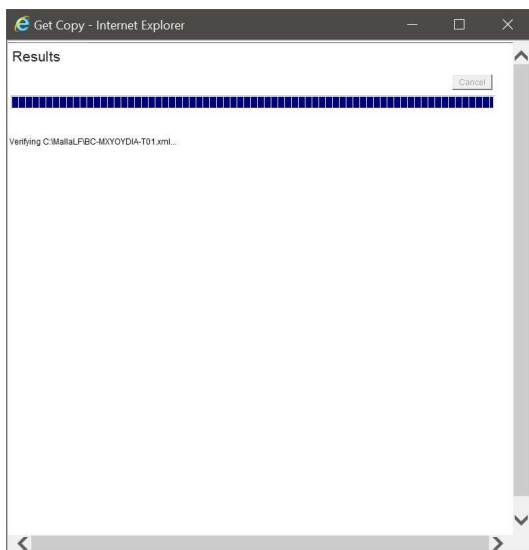 Get Copy - Internet Explorer
Results
Cancel
Verifying C:\MallaLF\BC-MXYOYDIA-T01.xml...